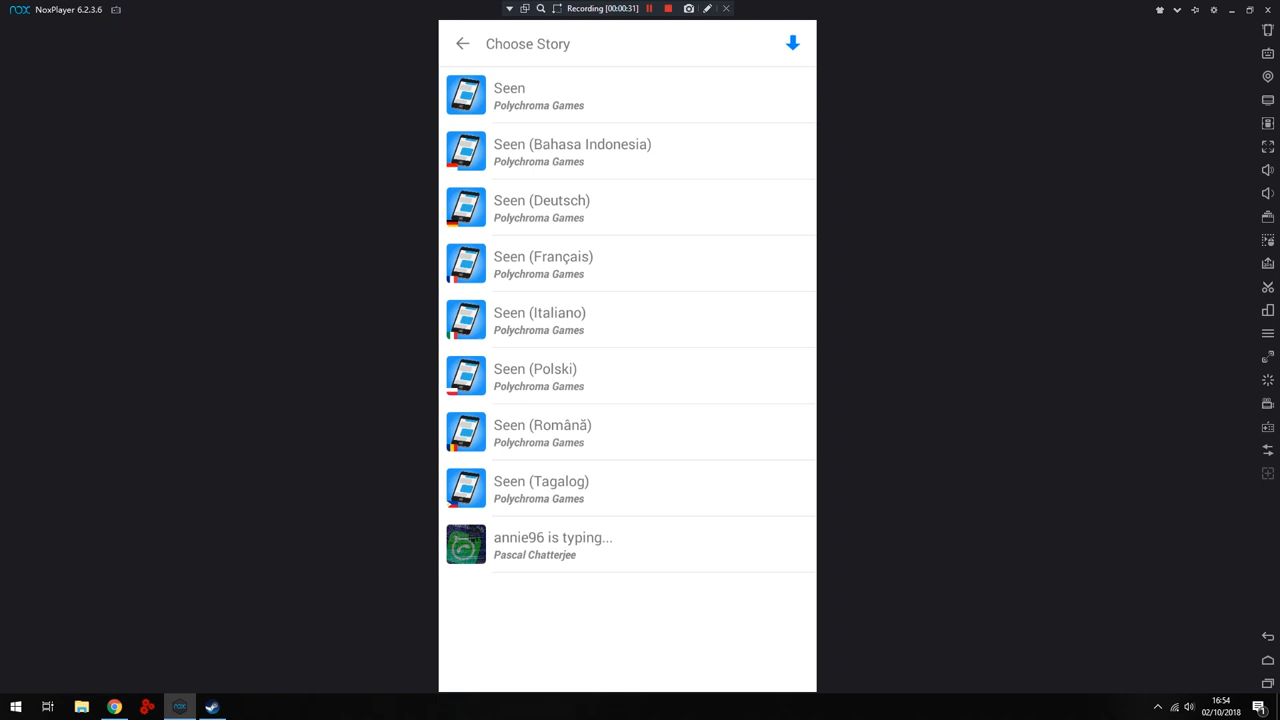 nox NoxPlayer 6.2.3.6
Recording [00:00:31]
Choose Story
Seen
Polychroma Games
Seen (Bahasa Indonesia)
Polychroma Games
Seen (Deutsch)
Polychroma Games
Seen (Français)
Polychroma Games
Seen (Italiano)
Polychroma Games
Seen (Polski)
Polychroma Games
Seen (Română)
Polychroma Games
Seen (Tagalog)
Polychroma Games
annie96 is typing...
Pascal Chatterjee
nox
16:54
02/10/2018